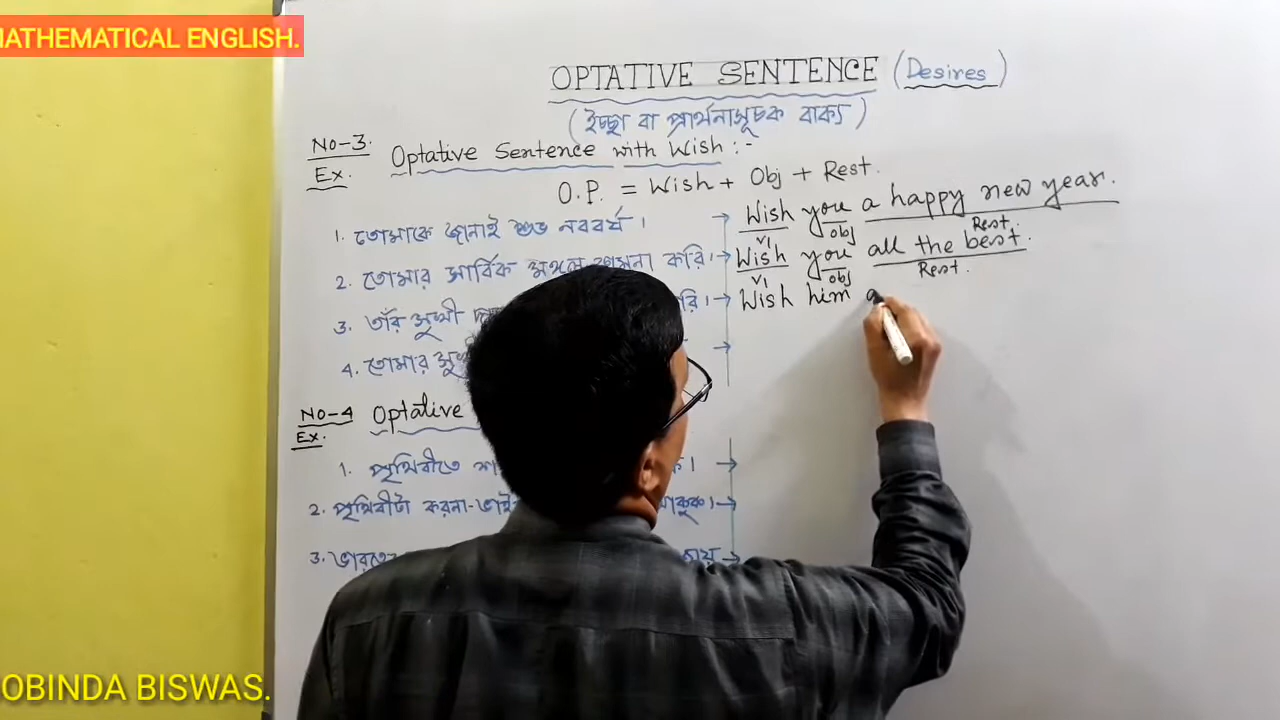 MATHEMATICAL ENGLISH.
OPTATIVE SENTENCE (Desires)
(ইচ্ছা বা প্রার্থনাসূচক বাক্য)
No-3. Optative Sentence with Wish :-
Ex.
O.P. = Wish + Obj + Rest.
1. তোমাকে জানাই শুভ নববর্ষ। → Wish you a happy new year.
V1 obj Rest.
2. তোমার সার্বিক মঙ্গল কামনা করি। → Wish you all the best.
V1 obj Rest.
3. তাঁর সুখী রি। → Wish him a
4. তোমার →
No-4 Optative
Ex.
1. পৃথিবীতে ক। →
2. পৃথিবীটা করনা- থাকুক। →
3. →
OBINDA BISWAS.